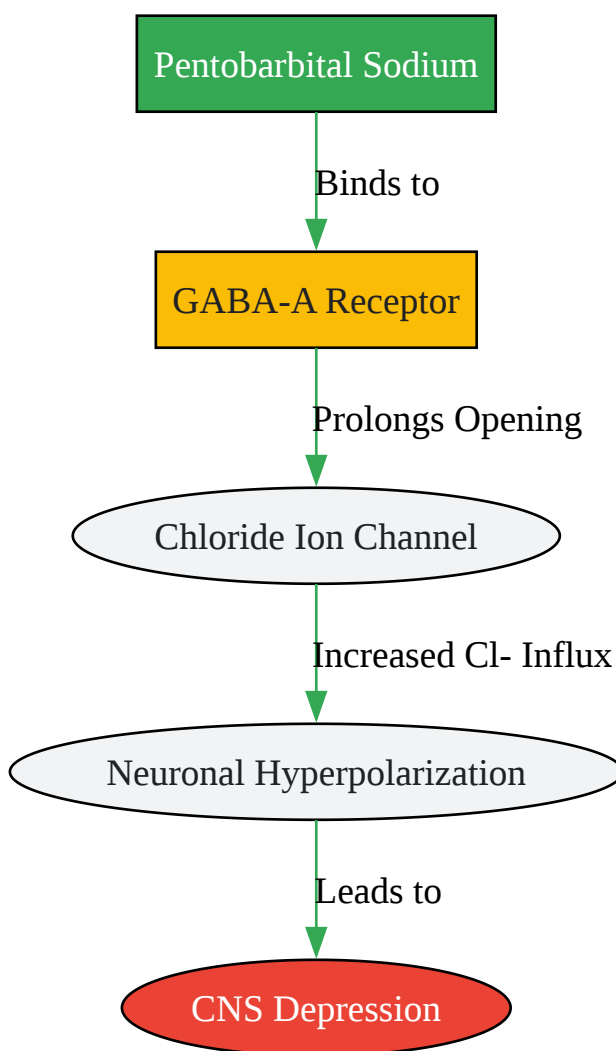 Pentobarbital Sodium
Binds to
GABA-A Receptor
Prolongs Opening
Chloride Ion Channel
Increased Cl- Influx
Neuronal Hyperpolarization
Leads to
CNS Depression